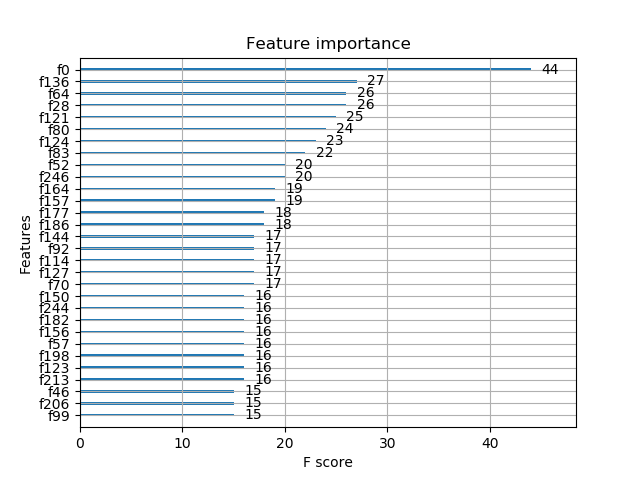 Feature importance
f0 44
f136 27
f64 26
f28 26
f121 25
f80 24
f124 23
f83 22
f52 20
f246 20
f164 19
f157 19
f177 18
f186 18
f144 17
f92 17
f114 17
f127 17
f70 17
f150 16
f244 16
f182 16
f156 16
f57 16
f198 16
f123 16
f213 16
f46 15
f206 15
f99 15
Features
0 10 20 30 40
F score